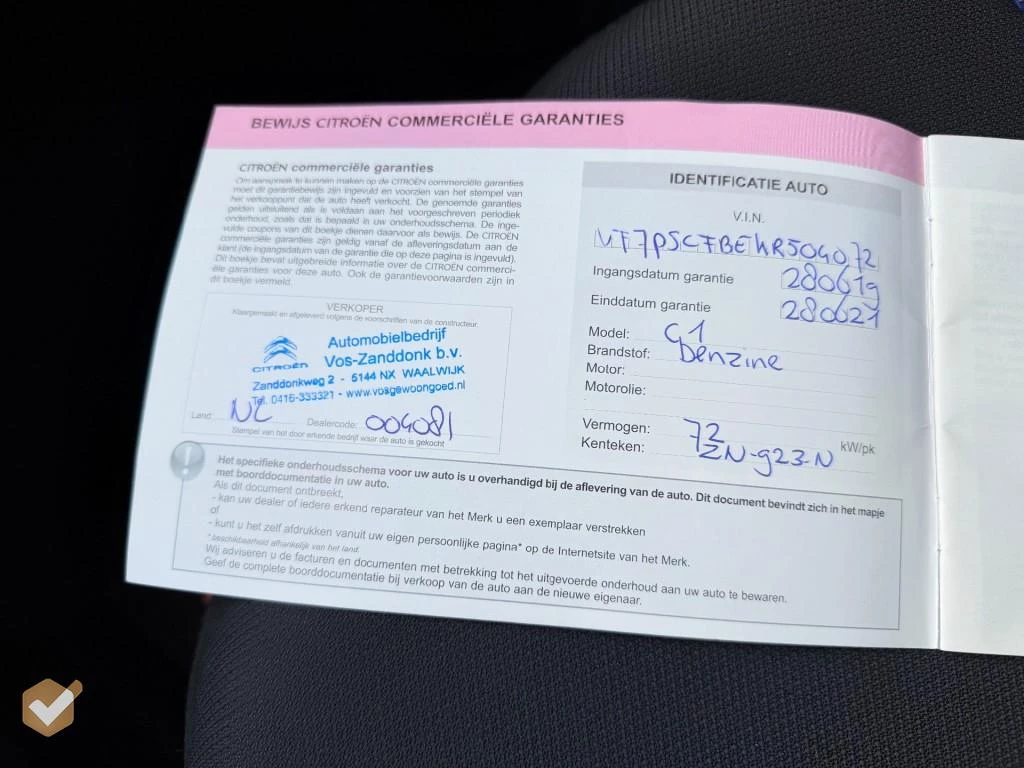 BEWIJS CITROËN COMMERCIËLE GARANTIES
CITROËN commerciële garanties
Om aanspraak te kunnen maken op de CITROËN commerciële garanties
moet dit garantiebewijs zijn ingevuld en voorzien van het stempel van
het verkooppunt dat de auto heeft verkocht. De genoemde garanties
gelden uitsluitend als is voldaan aan het voorgeschreven periodiek
onderhoud, zoals dat is bepaald in uw onderhoudsschema. De inge-
vulde coupons van dit boekje dienen daarvoor als bewijs. De CITROËN
commerciële garanties zijn geldig vanaf de afleveringsdatum aan de
klant (de ingangsdatum van de garantie die op deze pagina is ingevuld).
Dit boekje bevat uitgebreide informatie over de CITROËN commerci-
ële garanties voor deze auto. Ook de garantievoorwaarden zijn in
dit boekje vermeld.
VERKOPER
Klaargemaakt en afgeleverd volgens de voorschriften van de constructeur.
Automobielbedrijf
Vos-Zanddonk b.v.
CITROËN
Zanddonkweg 2 - 5144 NX WAALWIJK
Tel. 0416-333321 - www.vosgewoongoed.nl
Land: NL Dealercode: 004081
Stempel van het door erkende bedrijf waar de auto is gekocht
IDENTIFICATIE AUTO
V.I.N.
Ingangsdatum garantie 280619
Einddatum garantie 280621
Model: C1
Brandstof: benzine
Motor:
Motorolie:
Vermogen: 72 kW/pk
Kenteken: ZN-923-N
Het specifieke onderhoudsschema voor uw auto is u overhandigd bij de aflevering van de auto. Dit document bevindt zich in het mapje
met boorddocumentatie in uw auto.
Als dit document ontbreekt,
- kan uw dealer of iedere erkend reparateur van het Merk u een exemplaar verstrekken
of
- kunt u het zelf afdrukken vanuit uw eigen persoonlijke pagina* op de Internetsite van het Merk.
* beschikbaarheid afhankelijk van het land.
Wij adviseren u de facturen en documenten met betrekking tot het uitgevoerde onderhoud aan uw auto te bewaren.
Geef de complete boorddocumentatie bij verkoop van de auto aan de nieuwe eigenaar.